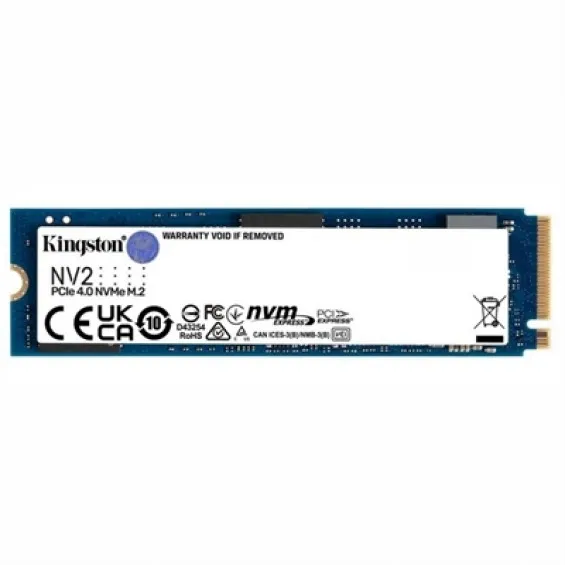 WARRANTY VOID IF REMOVED
Kingston
NV2
PCIe 4.0 NVMe M.2
CE UK CA 10 FC nvm EXPRESS PCI EXPRESS
D43254
RoHS
CAN ICES-3(B)/NMB-3(B)